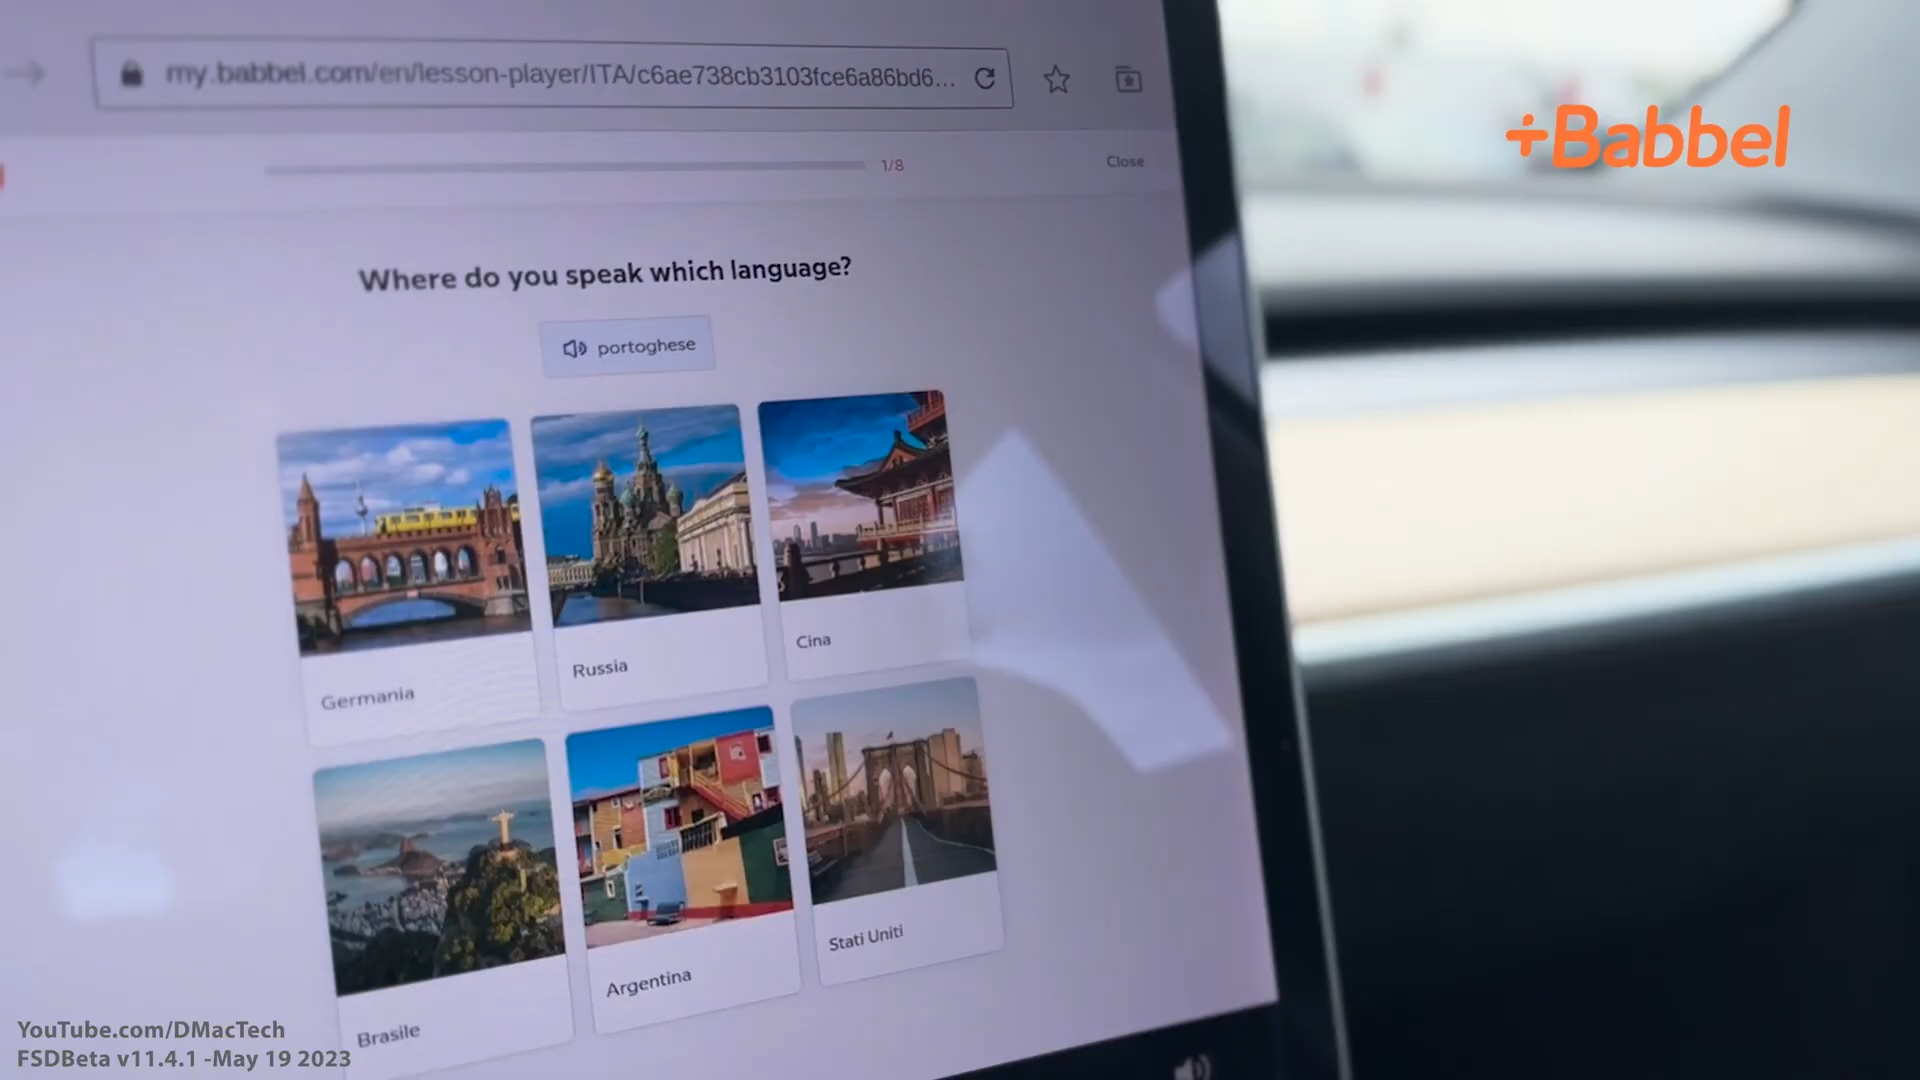 my.babbel.com/en/lesson-player/ITA/c6ae738cb3103fce6a86bd6...
+Babbel
1/8
Close
Where do you speak which language?
portoghese
Germania
Russia
Cina
Brasile
Argentina
Stati Uniti
YouTube.com/DMacTech
FSDBeta v11.4.1 -May 19 2023